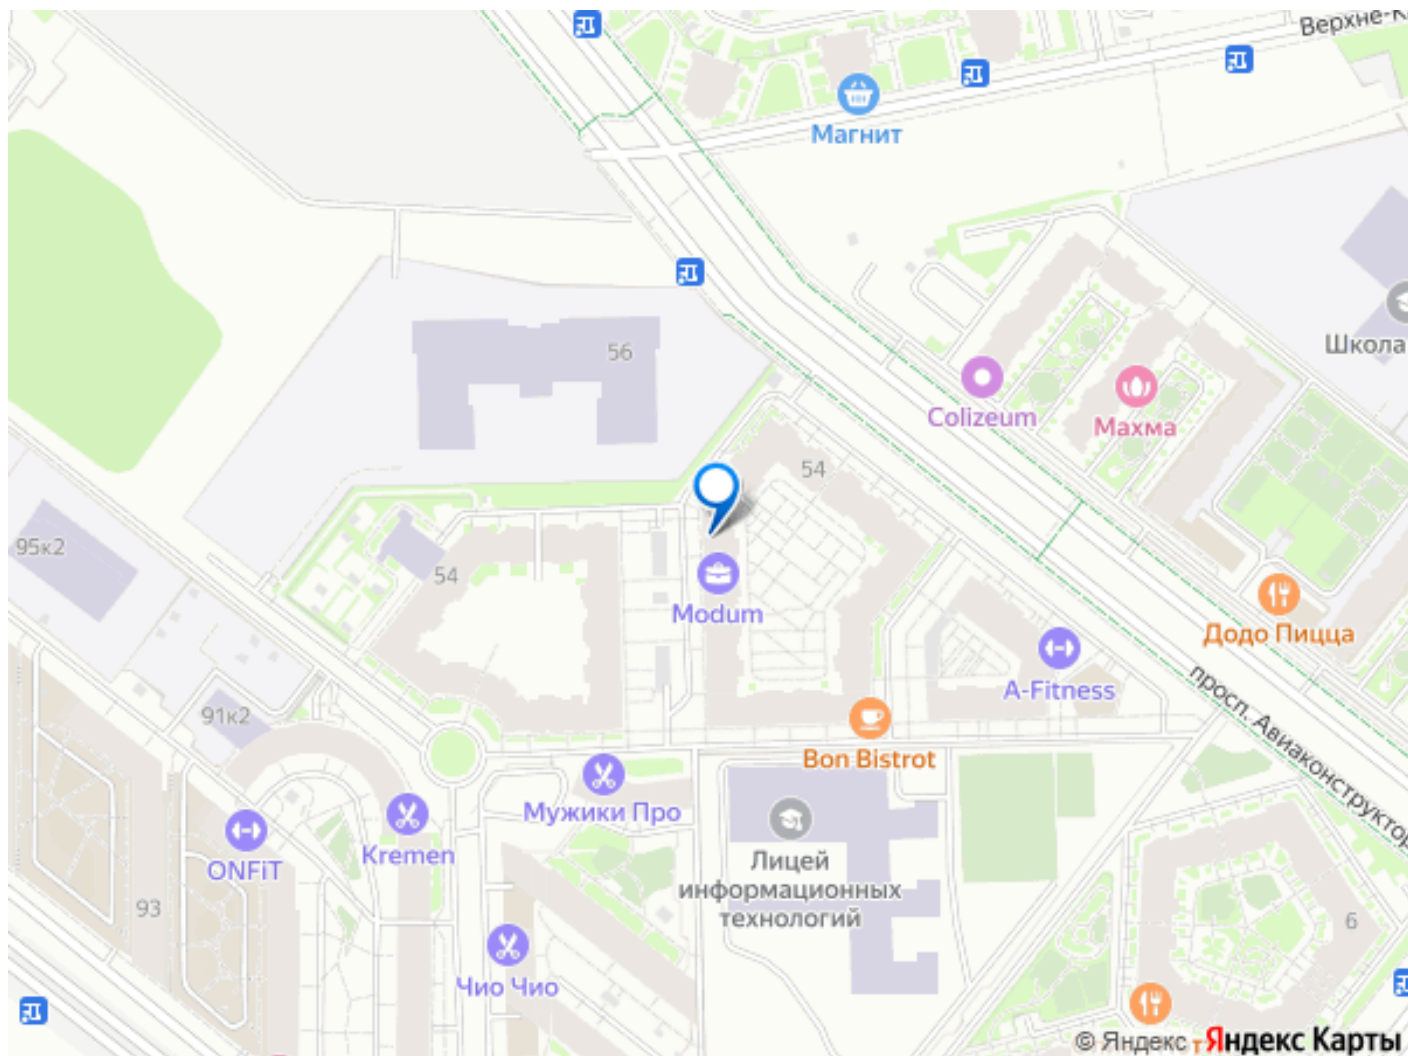 Верхне-К
Магнит
56
Школа
Colizeum
Махма
54
95к2
54
Modum
Додо Пицца
A-Fitness
91к2
просп. Авиаконструктор
Bon Bistrot
Мужики Про
Kremen
ONFiT
Лицей
информационных
технологий
93
6
Чио Чио
© Яндекс
Яндекс Карты